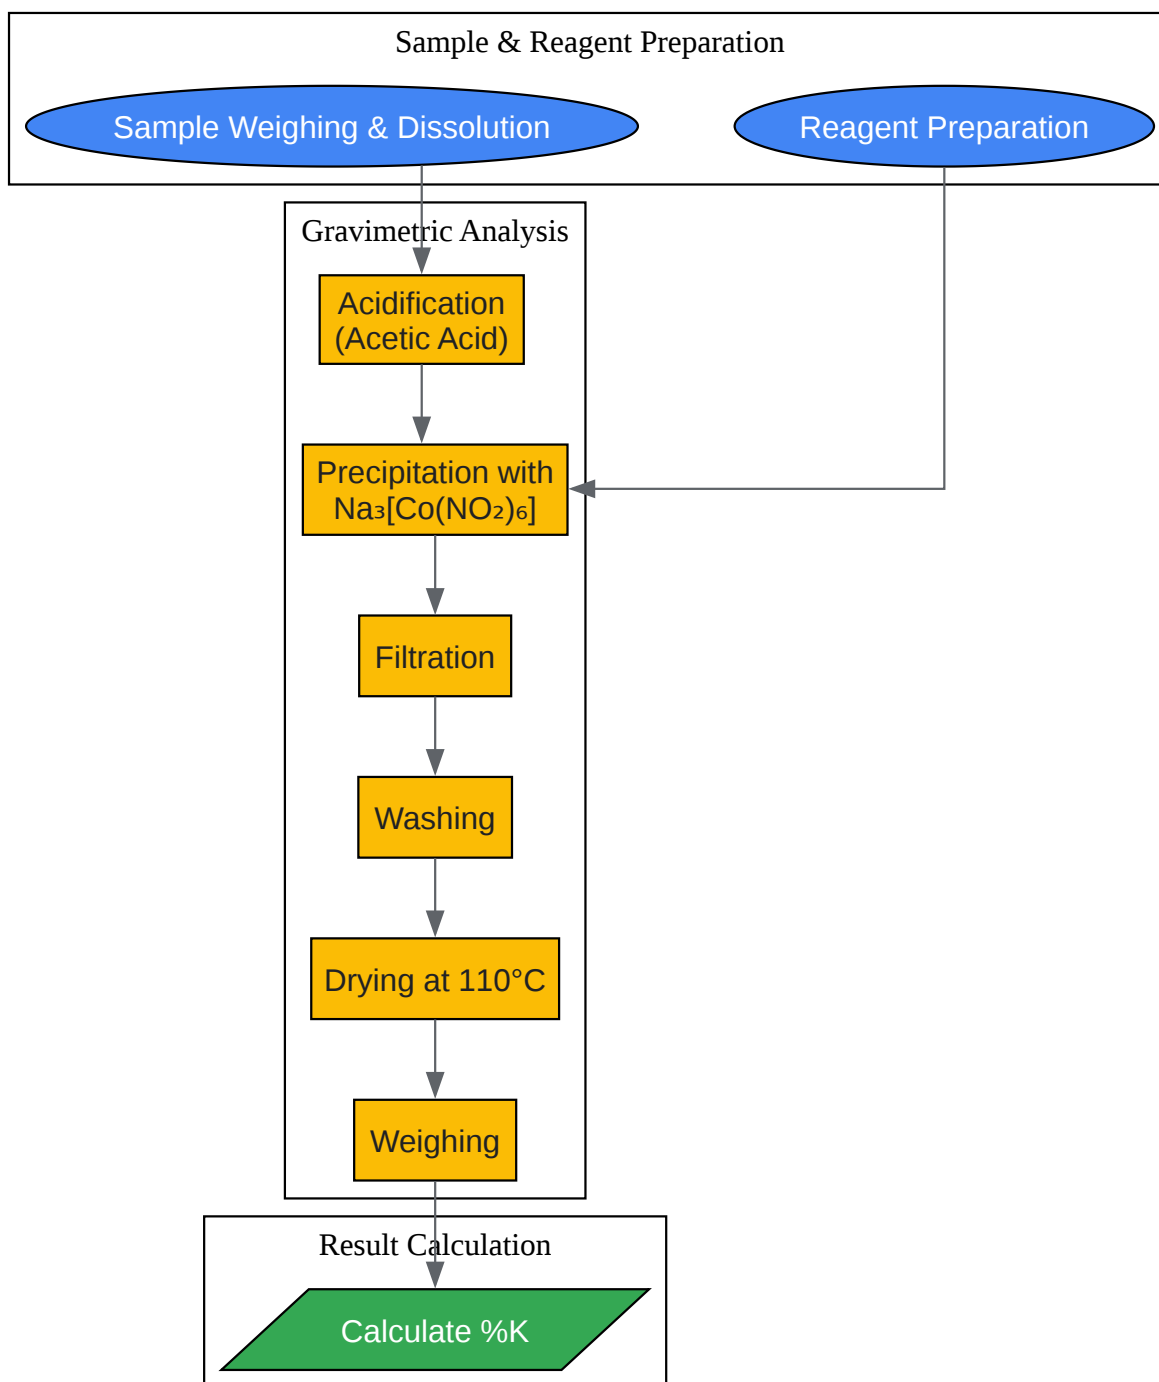 Sample & Reagent Preparation
Sample Weighing & Dissolution
Reagent Preparation
Gravimetric Analysis
Acidification
(Acetic Acid)
Precipitation with
Na₃[Co(NO₂)₆]
Filtration
Washing
Drying at 110°C
Weighing
Result Calculation
Calculate %K